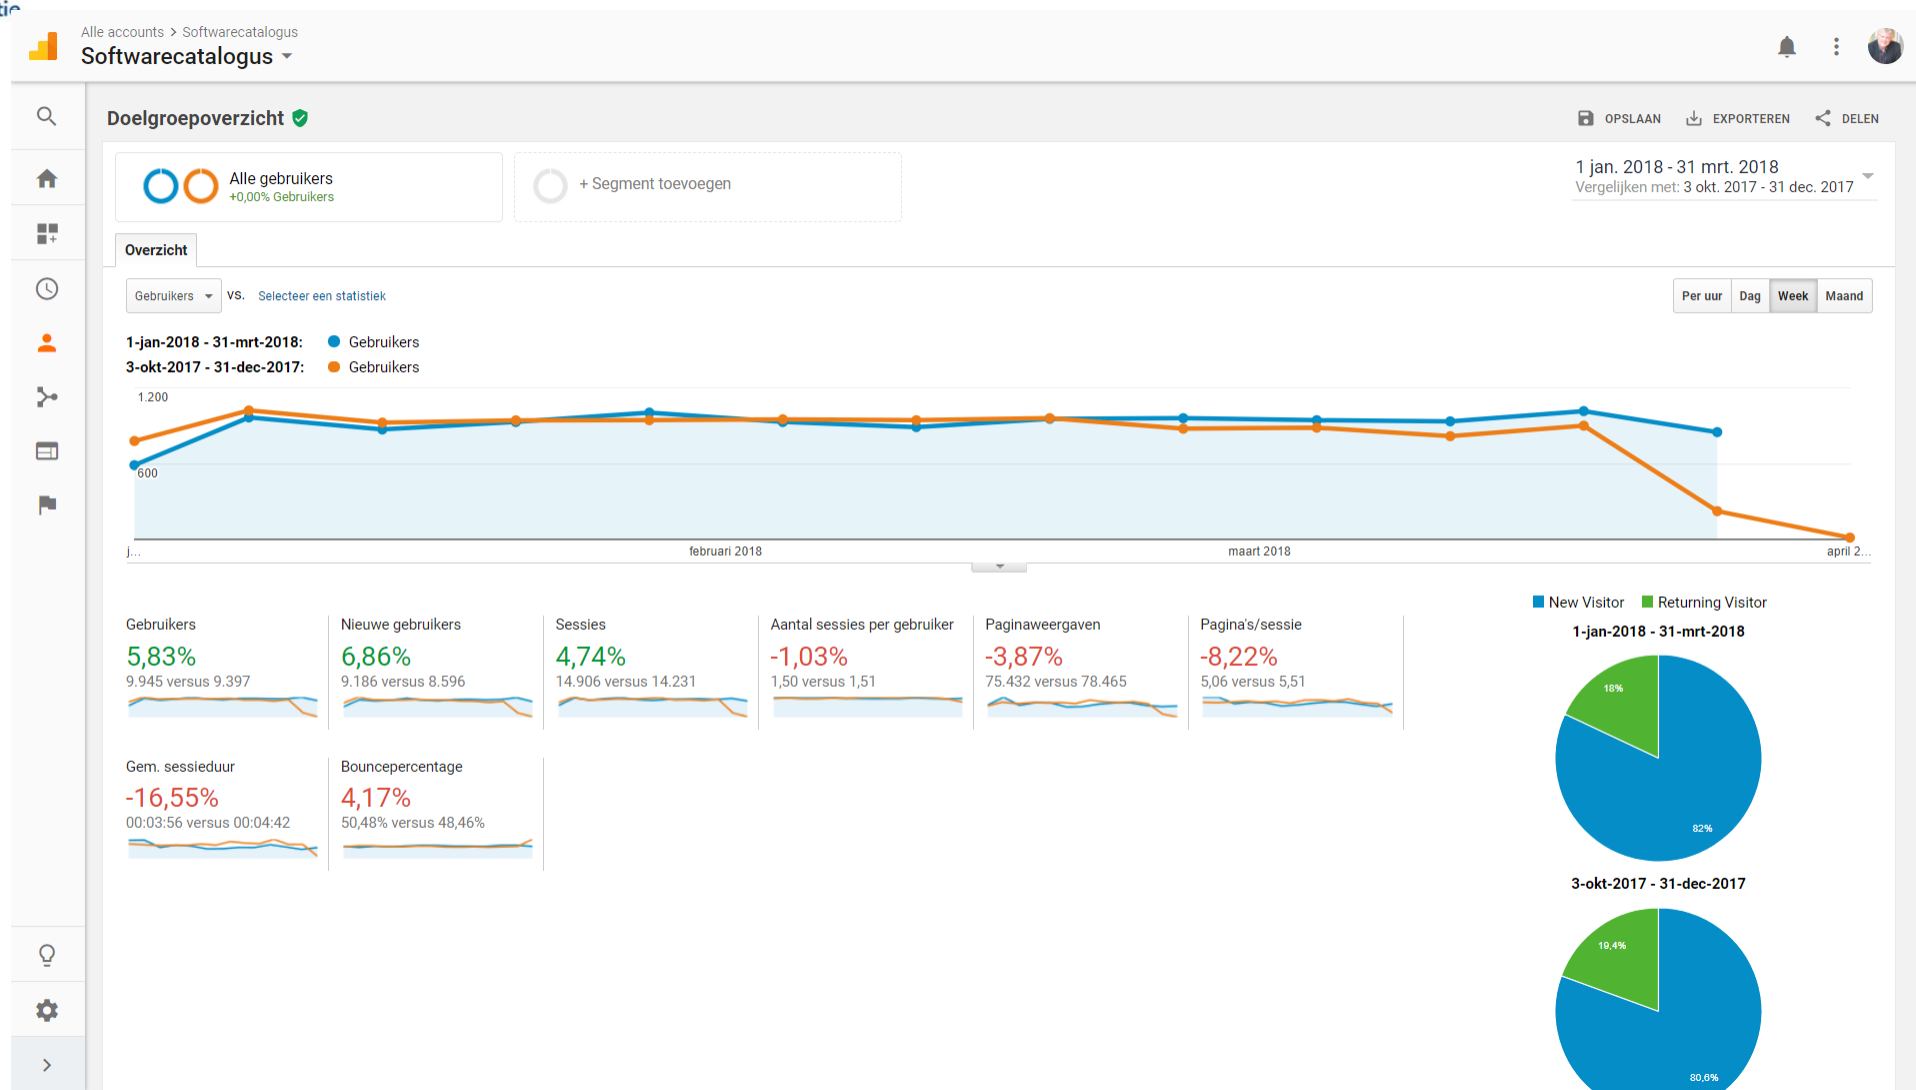 tie
Alle accounts > Softwarecatalogus
Softwarecatalogus
Doelgroepoverzicht
OPSLAAN
EXPORTEREN
DELEN
Alle gebruikers
+0,00% Gebruikers
+ Segment toevoegen
1 jan. 2018 - 31 mrt. 2018
Vergelijken met: 3 okt. 2017 - 31 dec. 2017
Overzicht
Gebruikers
VS.
Selecteer een statistiek
Per uur
Dag
Week
Maand
1-jan-2018 - 31-mrt-2018:
Gebruikers
3-okt-2017 - 31-dec-2017:
Gebruikers
1.200
600
j...
februari 2018
maart 2018
april 2...
Gebruikers
5,83%
9.945 versus 9.397
Nieuwe gebruikers
6,86%
9.186 versus 8.596
Sessies
4,74%
14.906 versus 14.231
Aantal sessies per gebruiker
-1,03%
1,50 versus 1,51
Paginaweergaven
-3,87%
75.432 versus 78.465
Pagina's/sessie
-8,22%
5,06 versus 5,51
Gem. sessieduur
-16,55%
00:03:56 versus 00:04:42
Bouncepercentage
4,17%
50,48% versus 48,46%
New Visitor
Returning Visitor
1-jan-2018 - 31-mrt-2018
18%
82%
3-okt-2017 - 31-dec-2017
19,4%
80,6%